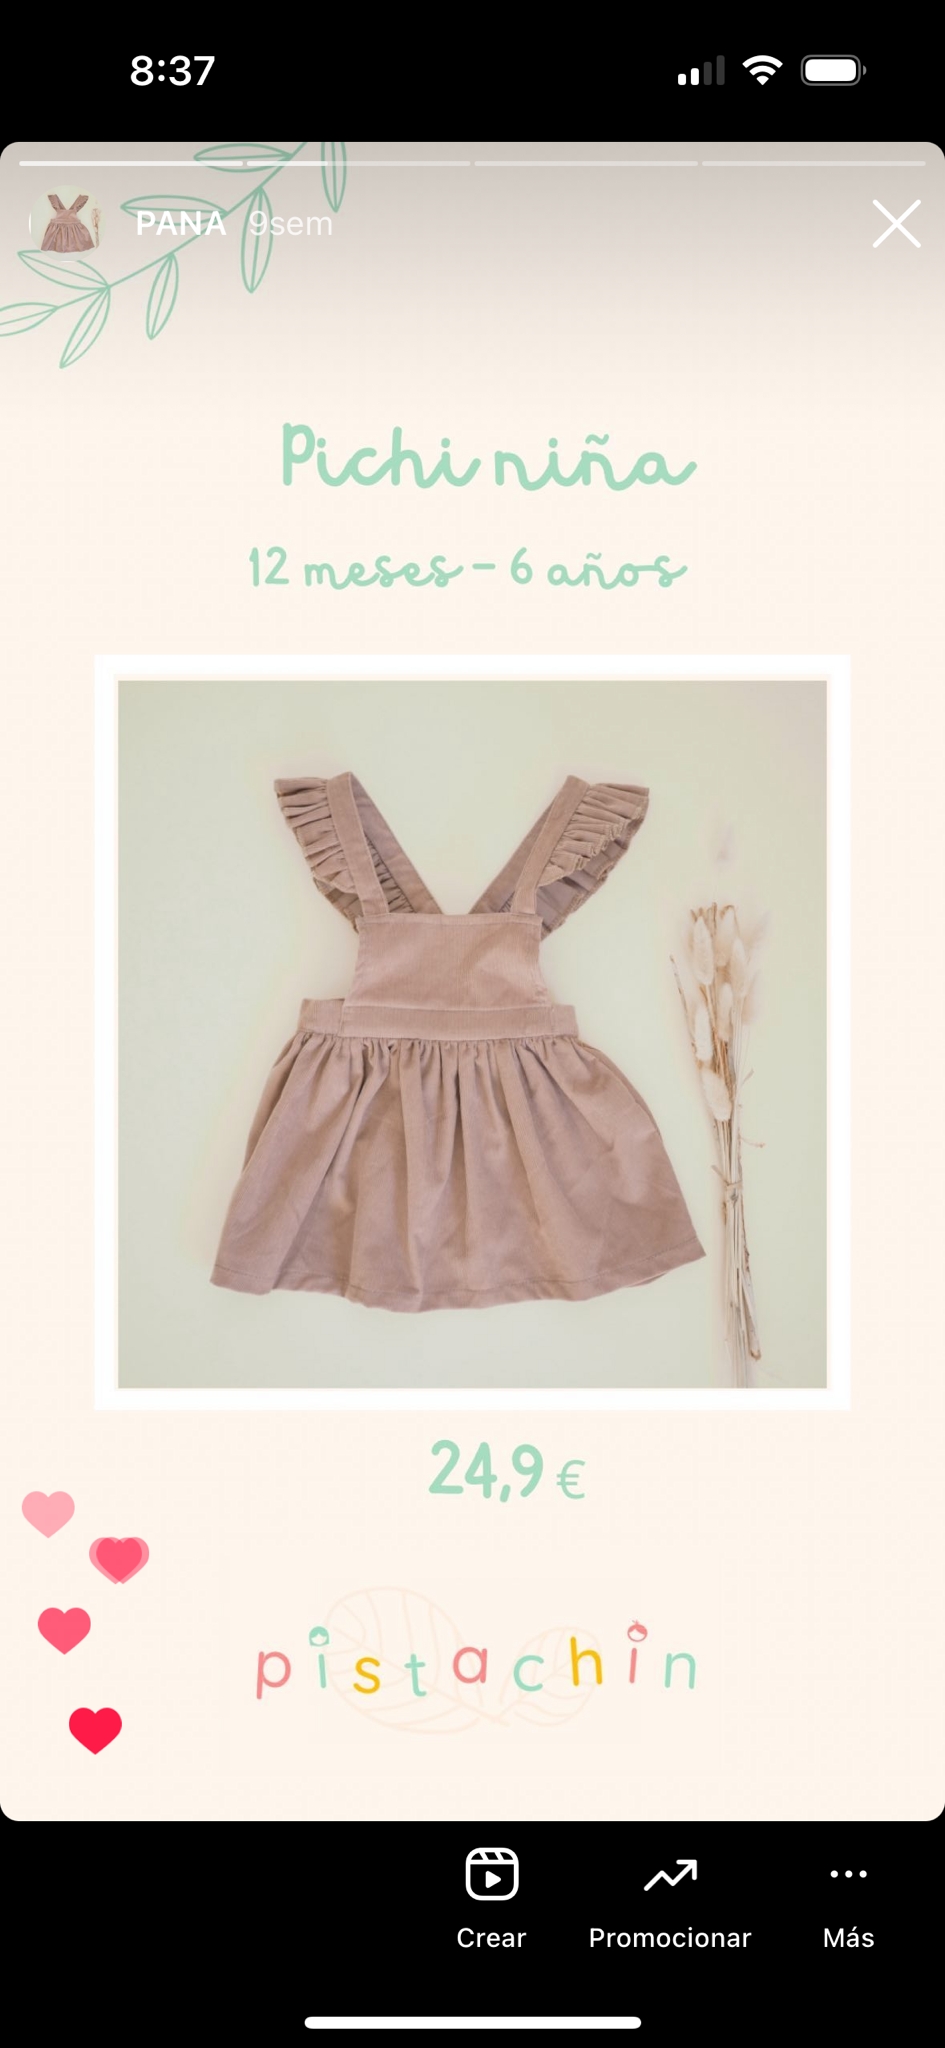 8:37
PANA 9sem
Pichi niña
12 meses - 6 años
24,9 €
pistachin
Crear
Promocionar
Más